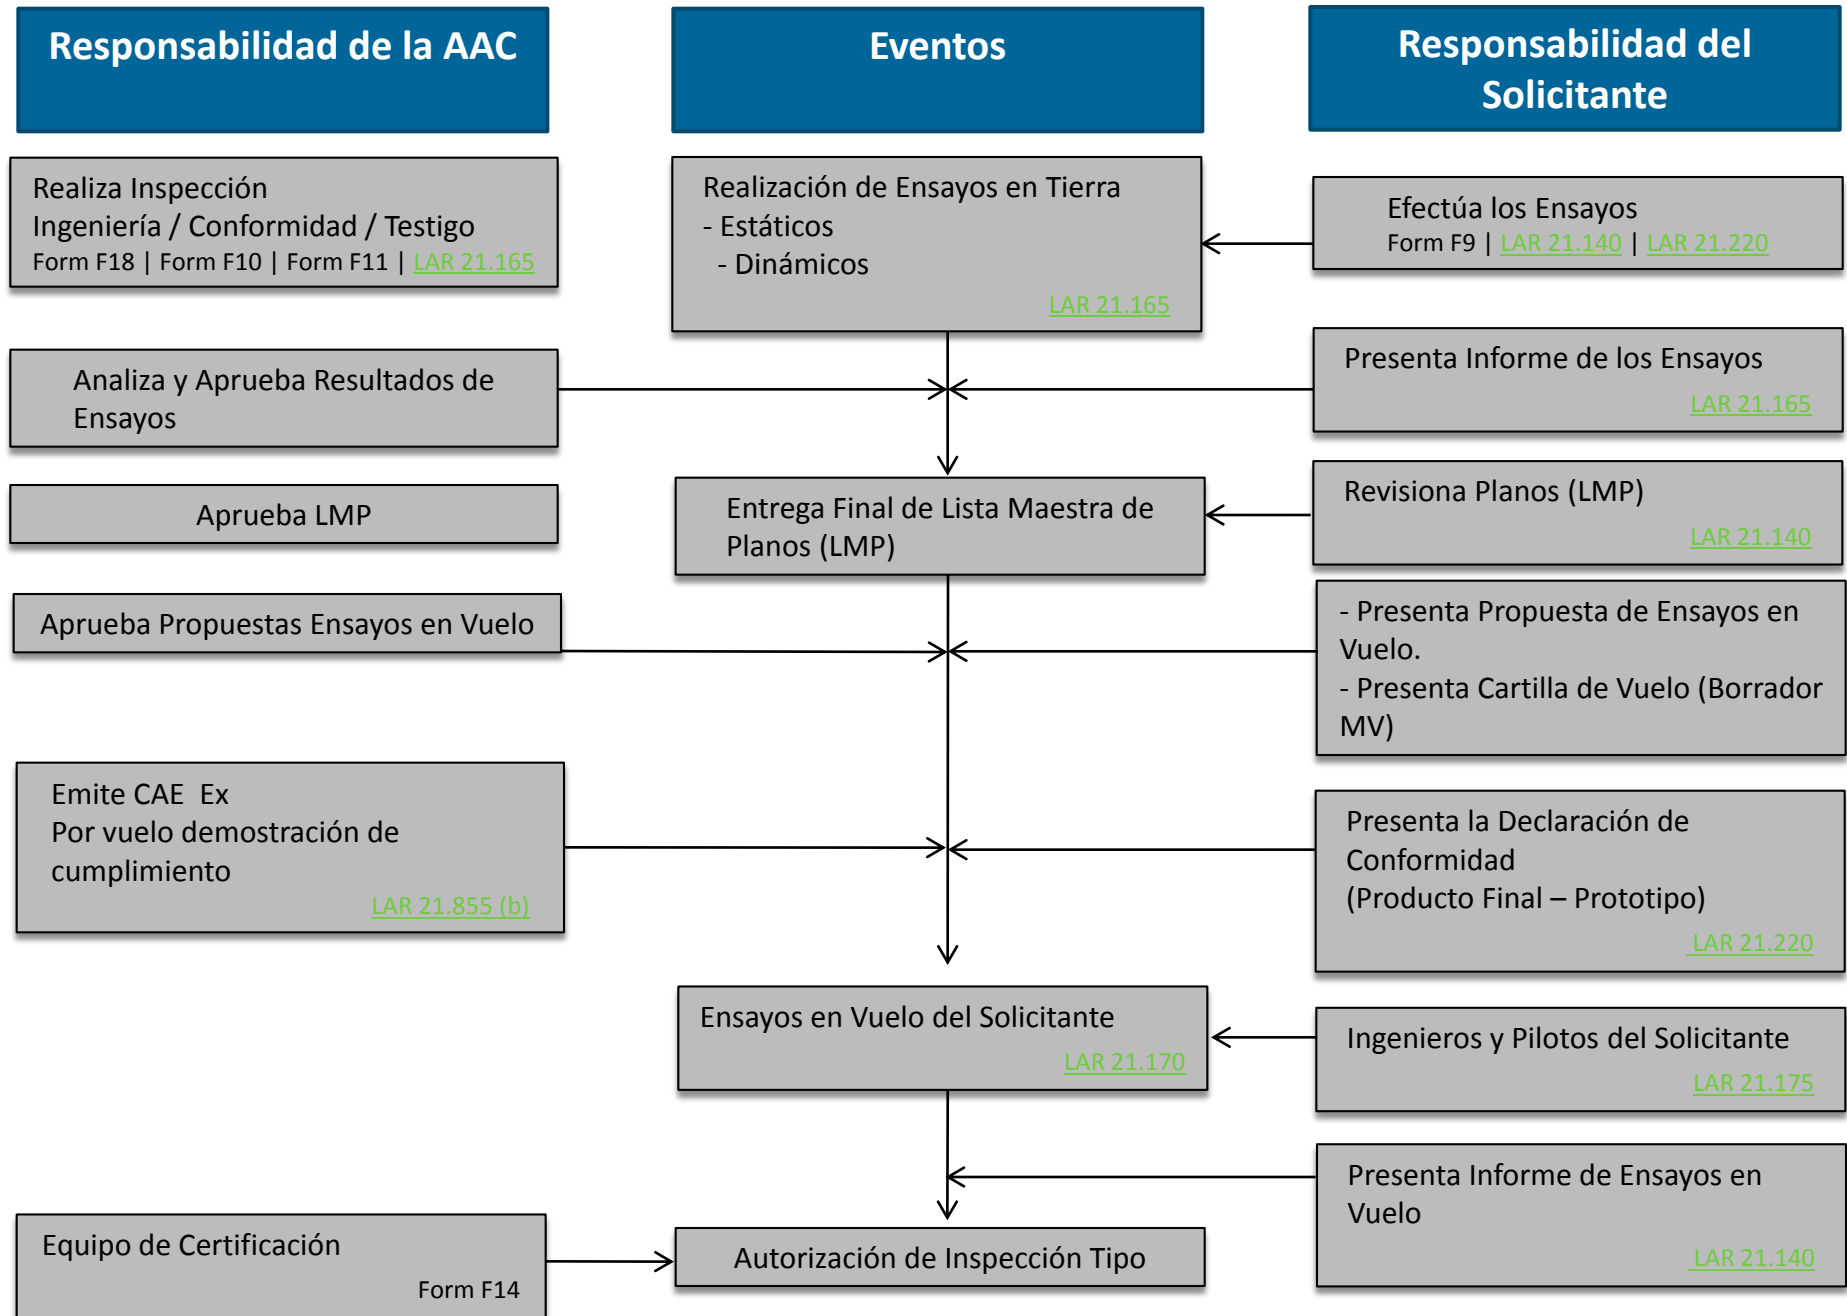 Responsabilidad de la AAC
Eventos
Responsabilidad del
Solicitante
Realiza Inspección
Ingeniería / Conformidad / Testigo
Form F18 | Form F10 | Form F11 | LAR 21.165
Realización de Ensayos en Tierra
- Estáticos
- Dinámicos
LAR 21.165
Efectúa los Ensayos
Form F9 | LAR 21.140 | LAR 21.220
Analiza y Aprueba Resultados de
Ensayos
Presenta Informe de los Ensayos
LAR 21.165
Aprueba LMP
Entrega Final de Lista Maestra de
Planos (LMP)
Revisiona Planos (LMP)
LAR 21.140
Aprueba Propuestas Ensayos en Vuelo
- Presenta Propuesta de Ensayos en
Vuelo.
- Presenta Cartilla de Vuelo (Borrador
MV)
Emite CAE Ex
Por vuelo demostración de
cumplimiento
LAR 21.855 (b)
Presenta la Declaración de
Conformidad
(Producto Final – Prototipo)
LAR 21.220
Ensayos en Vuelo del Solicitante
LAR 21.170
Ingenieros y Pilotos del Solicitante
LAR 21.175
Presenta Informe de Ensayos en
Vuelo
LAR 21.140
Equipo de Certificación
Form F14
Autorización de Inspección Tipo